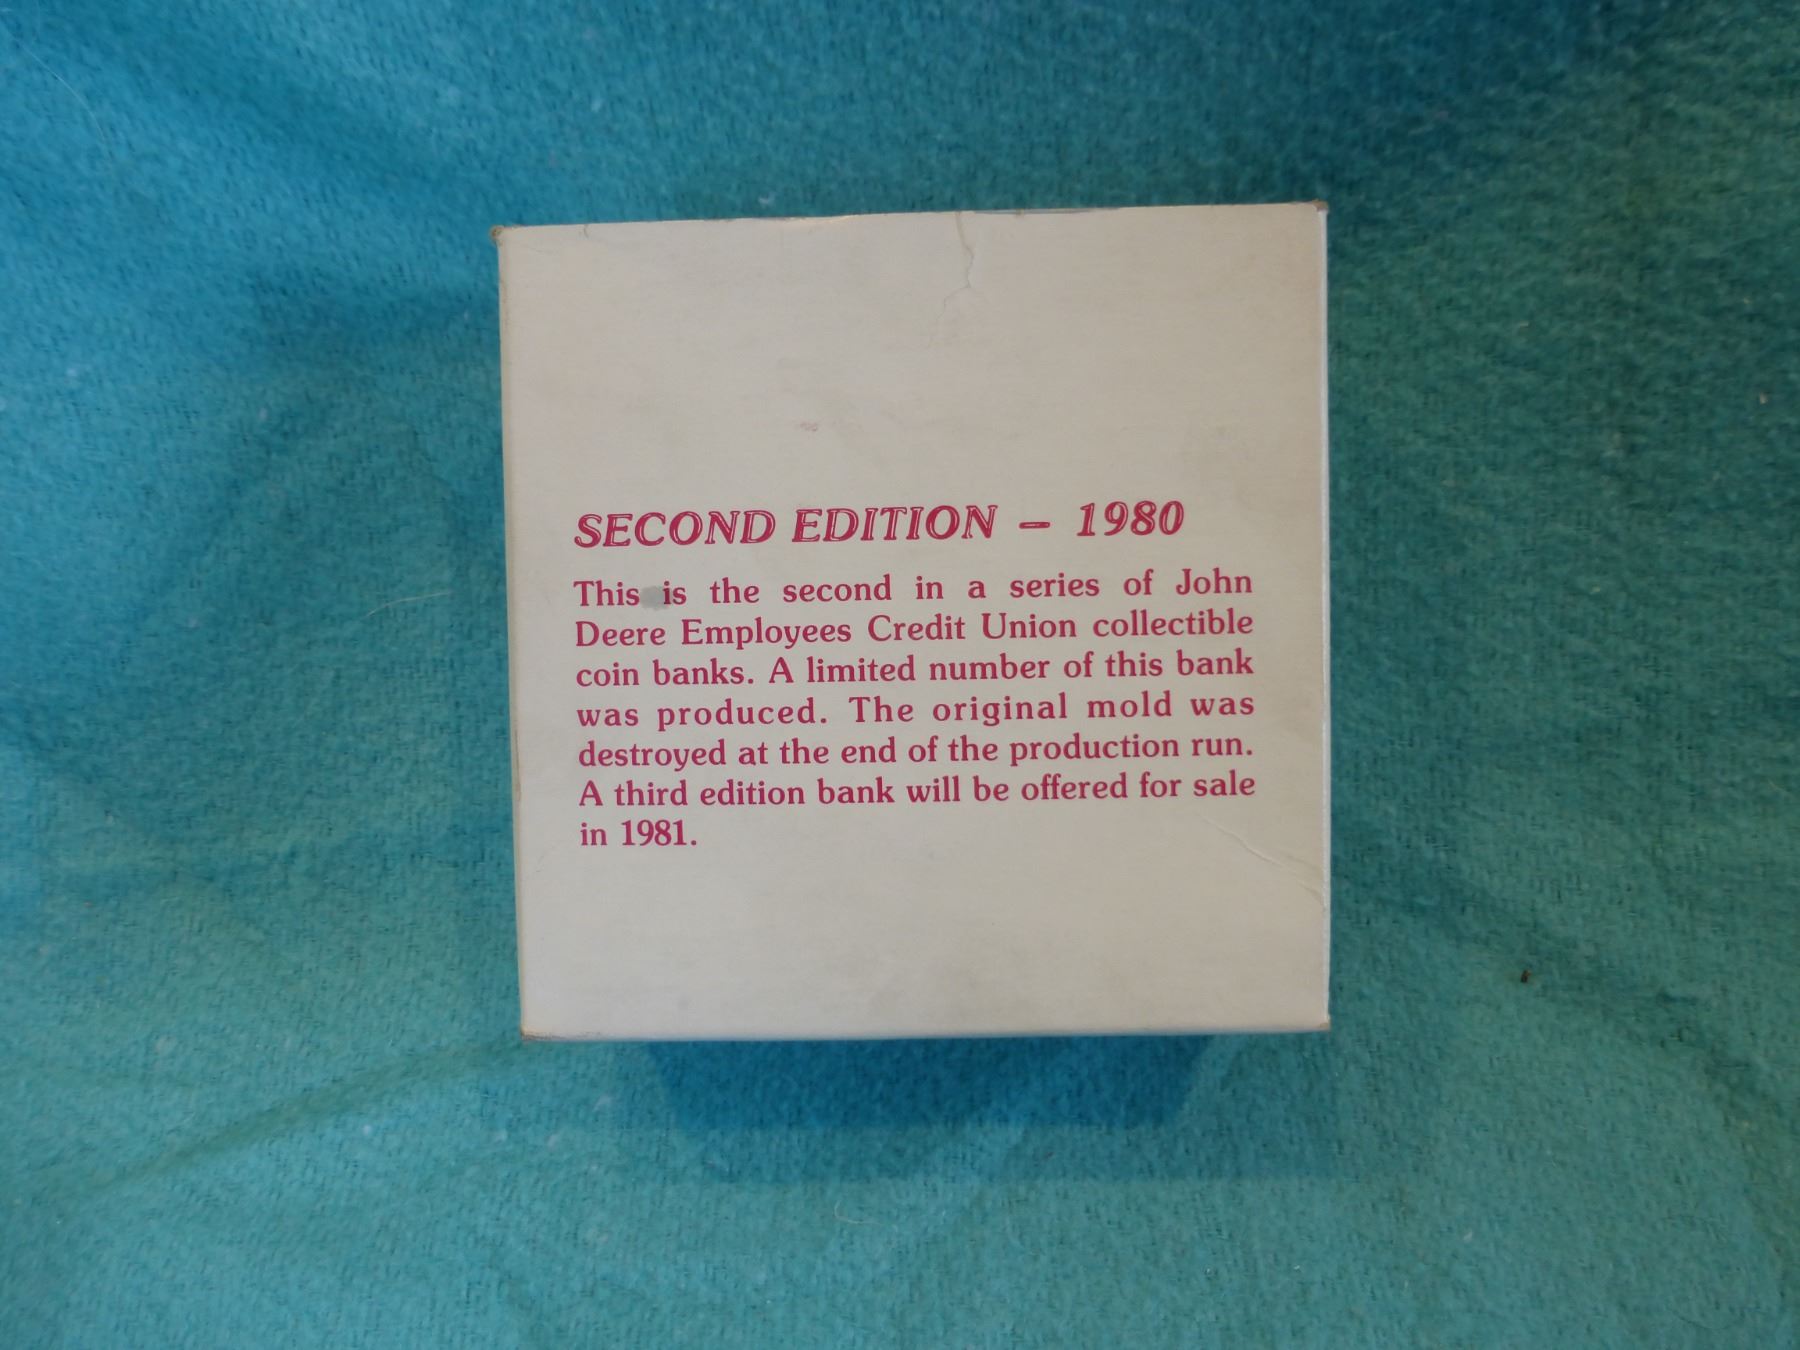 SECOND EDITION – 1980
This is the second in a series of John
Deere Employees Credit Union collectible
coin banks. A limited number of this bank
was produced. The original mold was
destroyed at the end of the production run.
A third edition bank will be offered for sale
in 1981.